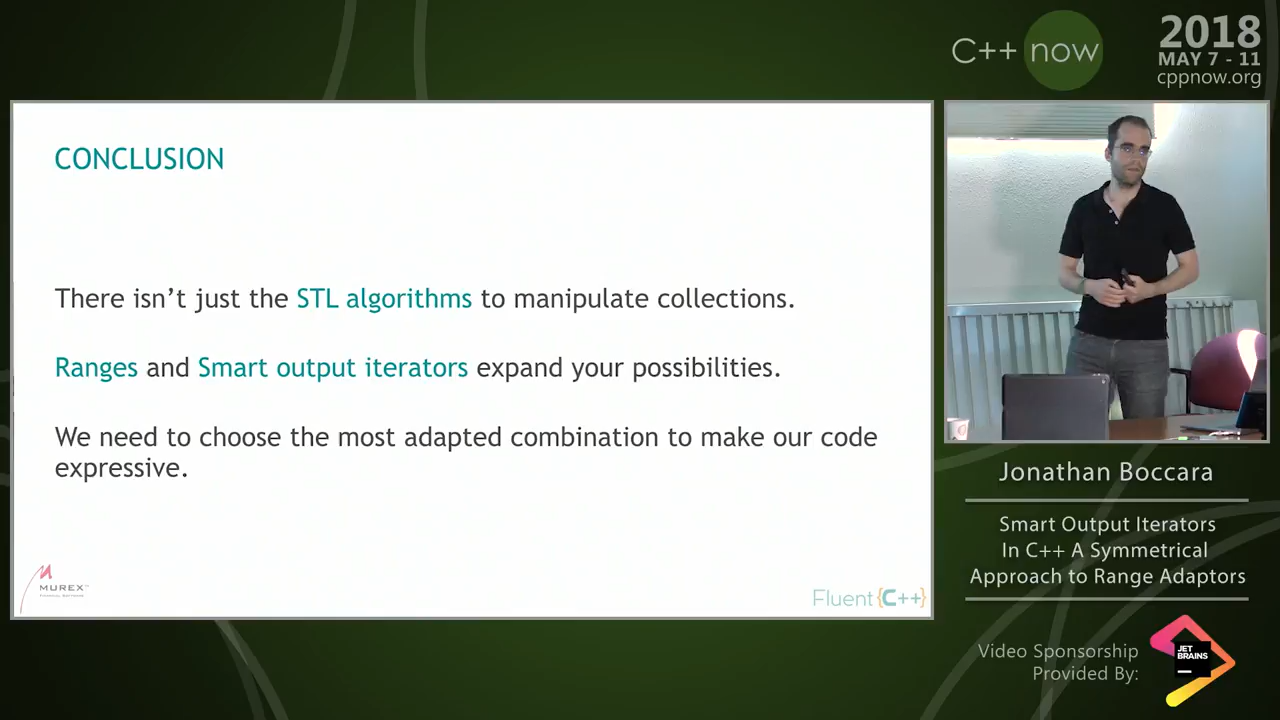 C++ now
2018
MAY 7 - 11
cppnow.org
CONCLUSION
There isn't just the STL algorithms to manipulate collections.
Ranges and Smart output iterators expand your possibilities.
We need to choose the most adapted combination to make our code
expressive.
MUREX
Fluent {C++}
Jonathan Boccara
Smart Output Iterators
In C++ A Symmetrical
Approach to Range Adaptors
Video Sponsorship
Provided By:
JET
BRAINS